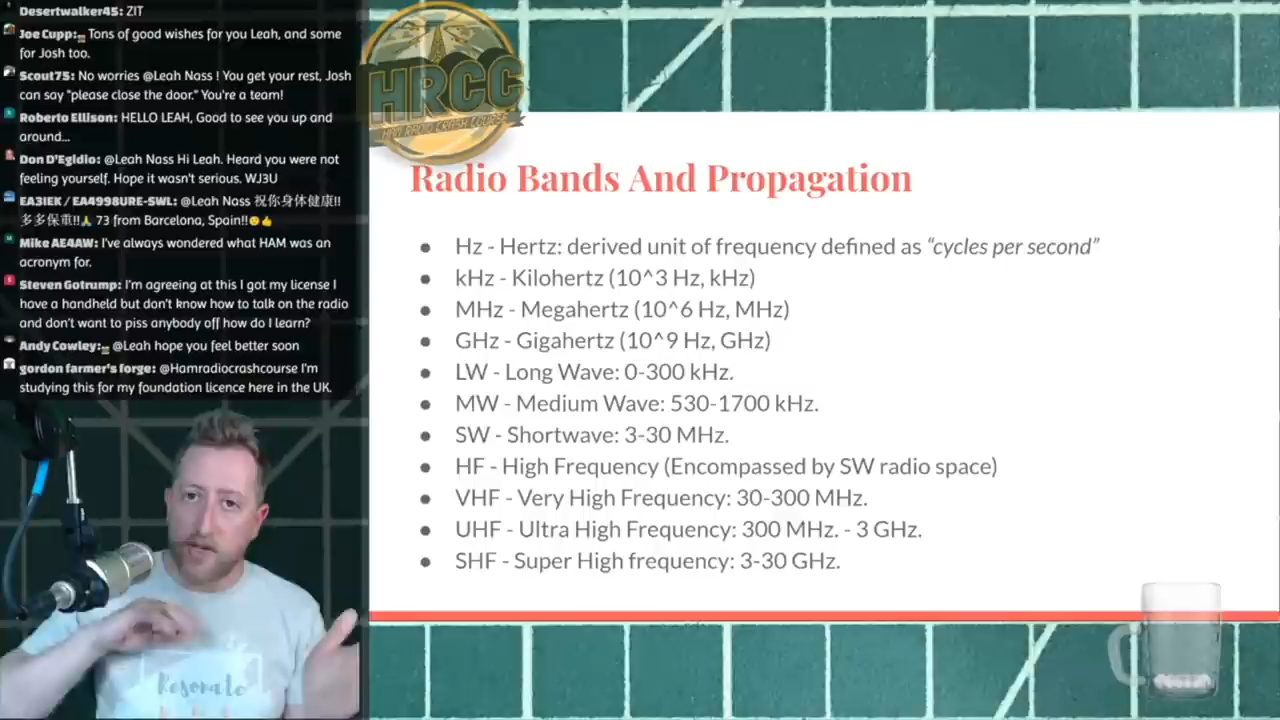 Desertwalker45: ZIT
Joe Cupp: Tons of good wishes for you Leah, and some
for Josh too.
Scout75: No worries @Leah Nass ! You get your rest, Josh
can say "please close the door." You're a team!
Roberto Ellison: HELLO LEAH, Good to see you up and
around...
Don D'Egidio: @Leah Nass Hi Leah. Heard you were not
feeling yourself. Hope it wasn't serious. WJ3U
EA3IEK / EA4998URE-SWL: @Leah Nass 祝你身体健康!!
多多保重!!🙏 73 from Barcelona, Spain!!🙂👍
Mike AE4AW: I've always wondered what HAM was an
acronym for.
Steven Gotrump: I'm agreeing at this I got my license I
have a handheld but don't know how to talk on the radio
and don't want to piss anybody off how do I learn?
Andy Cowley: @Leah hope you feel better soon
gordon farmer's forge: @Hamradiocrashcourse I'm
studying this for my foundation licence here in the UK.
HRCC
HAM RADIO CRASH COURSE
Radio Bands And Propagation
● Hz - Hertz: derived unit of frequency defined as “cycles per second”
● kHz - Kilohertz (10^3 Hz, kHz)
● MHz - Megahertz (10^6 Hz, MHz)
● GHz - Gigahertz (10^9 Hz, GHz)
● LW - Long Wave: 0-300 kHz.
● MW - Medium Wave: 530-1700 kHz.
● SW - Shortwave: 3-30 MHz.
● HF - High Frequency (Encompassed by SW radio space)
● VHF - Very High Frequency: 30-300 MHz.
● UHF - Ultra High Frequency: 300 MHz. - 3 GHz.
● SHF - Super High frequency: 3-30 GHz.
Resonate